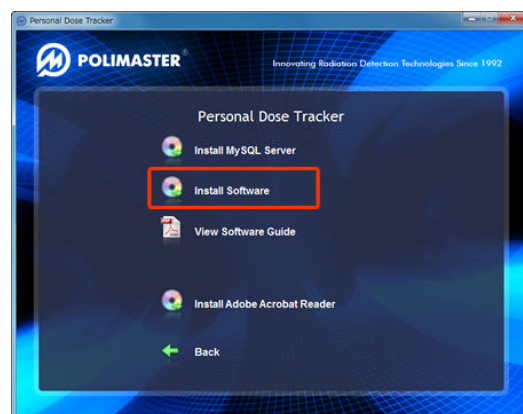 Personal Dose Tracker
POLIMASTER®
Innovating Radiation Detection Technologies Since 1992
Personal Dose Tracker
Install MySQL Server
Install Software
View Software Guide
Install Adobe Acrobat Reader
Back